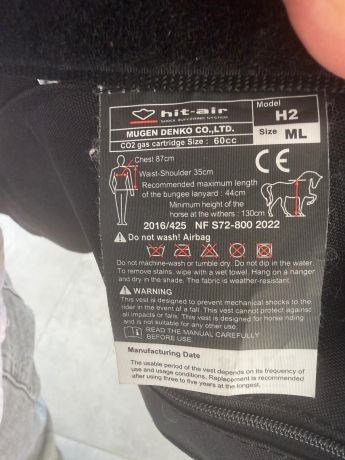 hit-air
SHOCK BUFFERING SYSTEM
MUGEN DENKO CO.,LTD.
CO2 gas cartridge Size : 60cc
Model
H2
Size ML
Chest 87cm
Waist-Shoulder 35cm
Recommended maximum length
of the bungee lanyard : 44cm
Minimum height of the
horse at the withers : 130cm
CE
2016/425 NF S72-800 2022
Do not wash! Airbag
Do not machine-wash or tumble dry. Do not dip in the water.
To remove stains, wipe with a wet towel. Hang on a hanger
and dry in the shade. The fabric is weather-resistant.
WARNING
This vest is designed to prevent mechanical shocks to the
rider in the event of a fall. This vest cannot protect against
all impacts or falls. This vest is designed for horse riding
and is not suitable for any other use.
READ THE MANUAL CAREFULLY
BEFORE USE.
Manufacturing Date
The usable period of the vest depends on its frequency of
use and usage conditions. Replacement is recommended
after using three to five years at the longest.